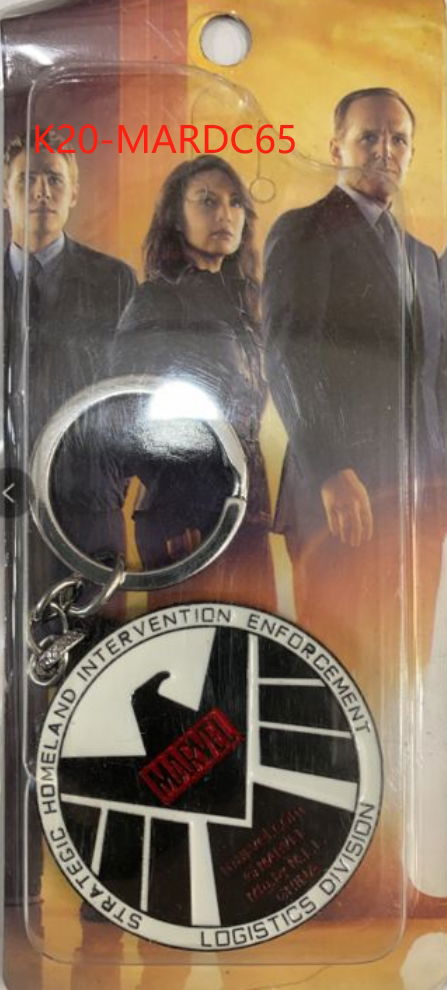 K20-MARDC65
STRATEGIC HOMELAND INTERVENTION ENFORCEMENT
LOGISTICS DIVISION
MARVEL